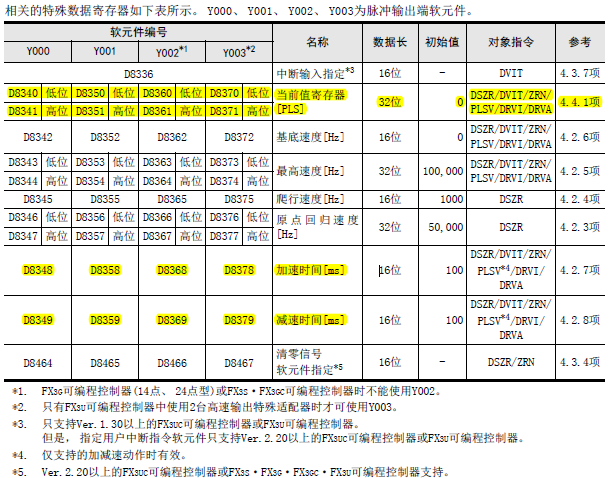 相关的特殊数据寄存器如下表所示。 Y000、 Y001、 Y002、 Y003为脉冲输出端软元件。
软元件编号 名称 数据长 初始值 对象指令 参考
Y000 Y001 Y002*1 Y003*2
D8336 中断输入指定*3 16位 - DVIT 4.3.7项
D8340 低位 D8350 低位 D8360 低位 D8370 低位 当前值寄存器[PLS] 32位 0 DSZR/DVIT/ZRN/PLSV/DRVI/DRVA 4.4.1项
D8341 高位 D8351 高位 D8361 高位 D8371 高位
D8342 D8352 D8362 D8372 基底速度[Hz] 16位 0 DSZR/DVIT/ZRN/PLSV/DRVI/DRVA 4.2.6项
D8343 低位 D8353 低位 D8363 低位 D8373 低位 最高速度[Hz] 32位 100,000 DSZR/DVIT/ZRN/PLSV/DRVI/DRVA 4.2.5项
D8344 高位 D8354 高位 D8364 高位 D8374 高位
D8345 D8355 D8365 D8375 爬行速度[Hz] 16位 1000 DSZR 4.2.4项
D8346 低位 D8356 低位 D8366 低位 D8376 低位 原点回归速度[Hz] 32位 50,000 DSZR 4.2.3项
D8347 高位 D8357 高位 D8367 高位 D8377 高位
D8348 D8358 D8368 D8378 加速时间[ms] 16位 100 DSZR/DVIT/ZRN/PLSV*4/DRVI/DRVA 4.2.7项
D8349 D8359 D8369 D8379 减速时间[ms] 16位 100 DSZR/DVIT/ZRN/PLSV*4/DRVI/DRVA 4.2.8项
D8464 D8465 D8466 D8467 清零信号软元件指定*5 16位 - DSZR/ZRN 4.3.4项
*1. FX3G可编程控制器(14点、 24点型)或FX3S・FX3GC可编程控制器时不能使用Y002。
*2. 只有FX3U可编程控制器中使用2台高速输出特殊适配器时才可使用Y003。
*3. 只支持Ver.1.30以上的FX3UC可编程控制器或FX3U可编程控制器。
但是, 指定用户中断指令软元件只支持Ver.2.20以上的FX3UC可编程控制器或FX3U可编程控制器。
*4. 仅支持的加减速动作时有效。
*5. Ver.2.20以上的FX3UC可编程控制器或FX3S・FX3G・FX3GC・FX3U可编程控制器支持。